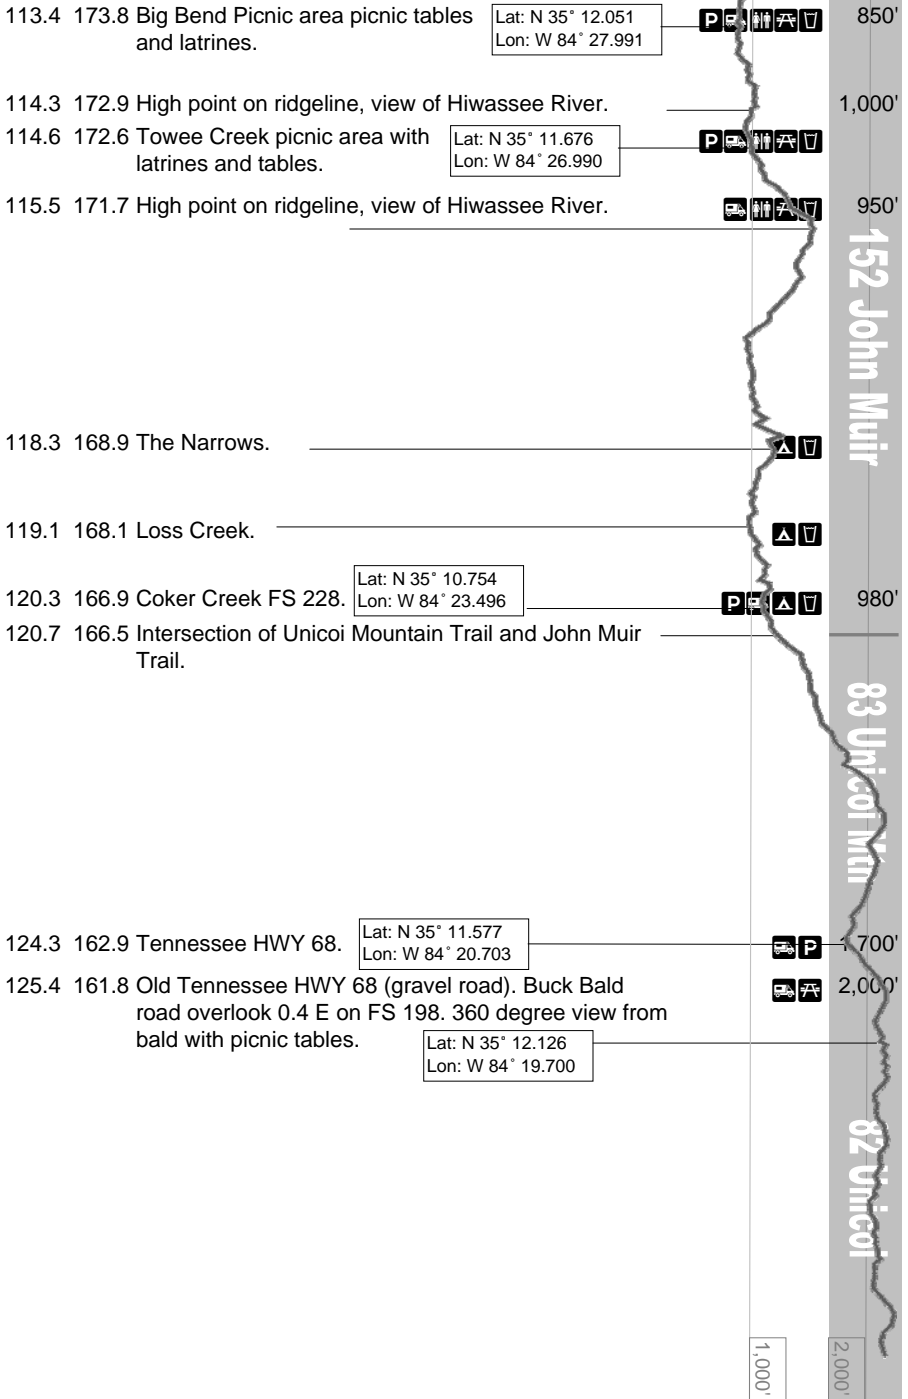 113.4 173.8 Big Bend Picnic area picnic tables
and latrines.
Lat: N 35˚ 12.051
Lon: W 84˚ 27.991
P
850'
114.3 172.9 High point on ridgeline, view of Hiwassee River.
1,000'
114.6 172.6 Towee Creek picnic area with
latrines and tables.
Lat: N 35˚ 11.676
Lon: W 84˚ 26.990
P
115.5 171.7 High point on ridgeline, view of Hiwassee River.
950'
152 John Muir
118.3 168.9 The Narrows.
119.1 168.1 Loss Creek.
120.3 166.9 Coker Creek FS 228.
Lat: N 35˚ 10.754
Lon: W 84˚ 23.496
P
980'
120.7 166.5 Intersection of Unicoi Mountain Trail and John Muir
Trail.
83 Unicoi Mtn
124.3 162.9 Tennessee HWY 68.
Lat: N 35˚ 11.577
Lon: W 84˚ 20.703
P
1,700'
125.4 161.8 Old Tennessee HWY 68 (gravel road). Buck Bald
road overlook 0.4 E on FS 198. 360 degree view from
bald with picnic tables.
2,000'
Lat: N 35˚ 12.126
Lon: W 84˚ 19.700
82 Unicoi
1,000'
2,000'